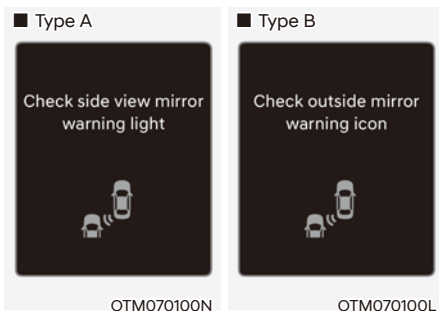 ■ Type A
Check side view mirror
warning light
OTM070100N
■ Type B
Check outside mirror
warning icon
OTM070100L